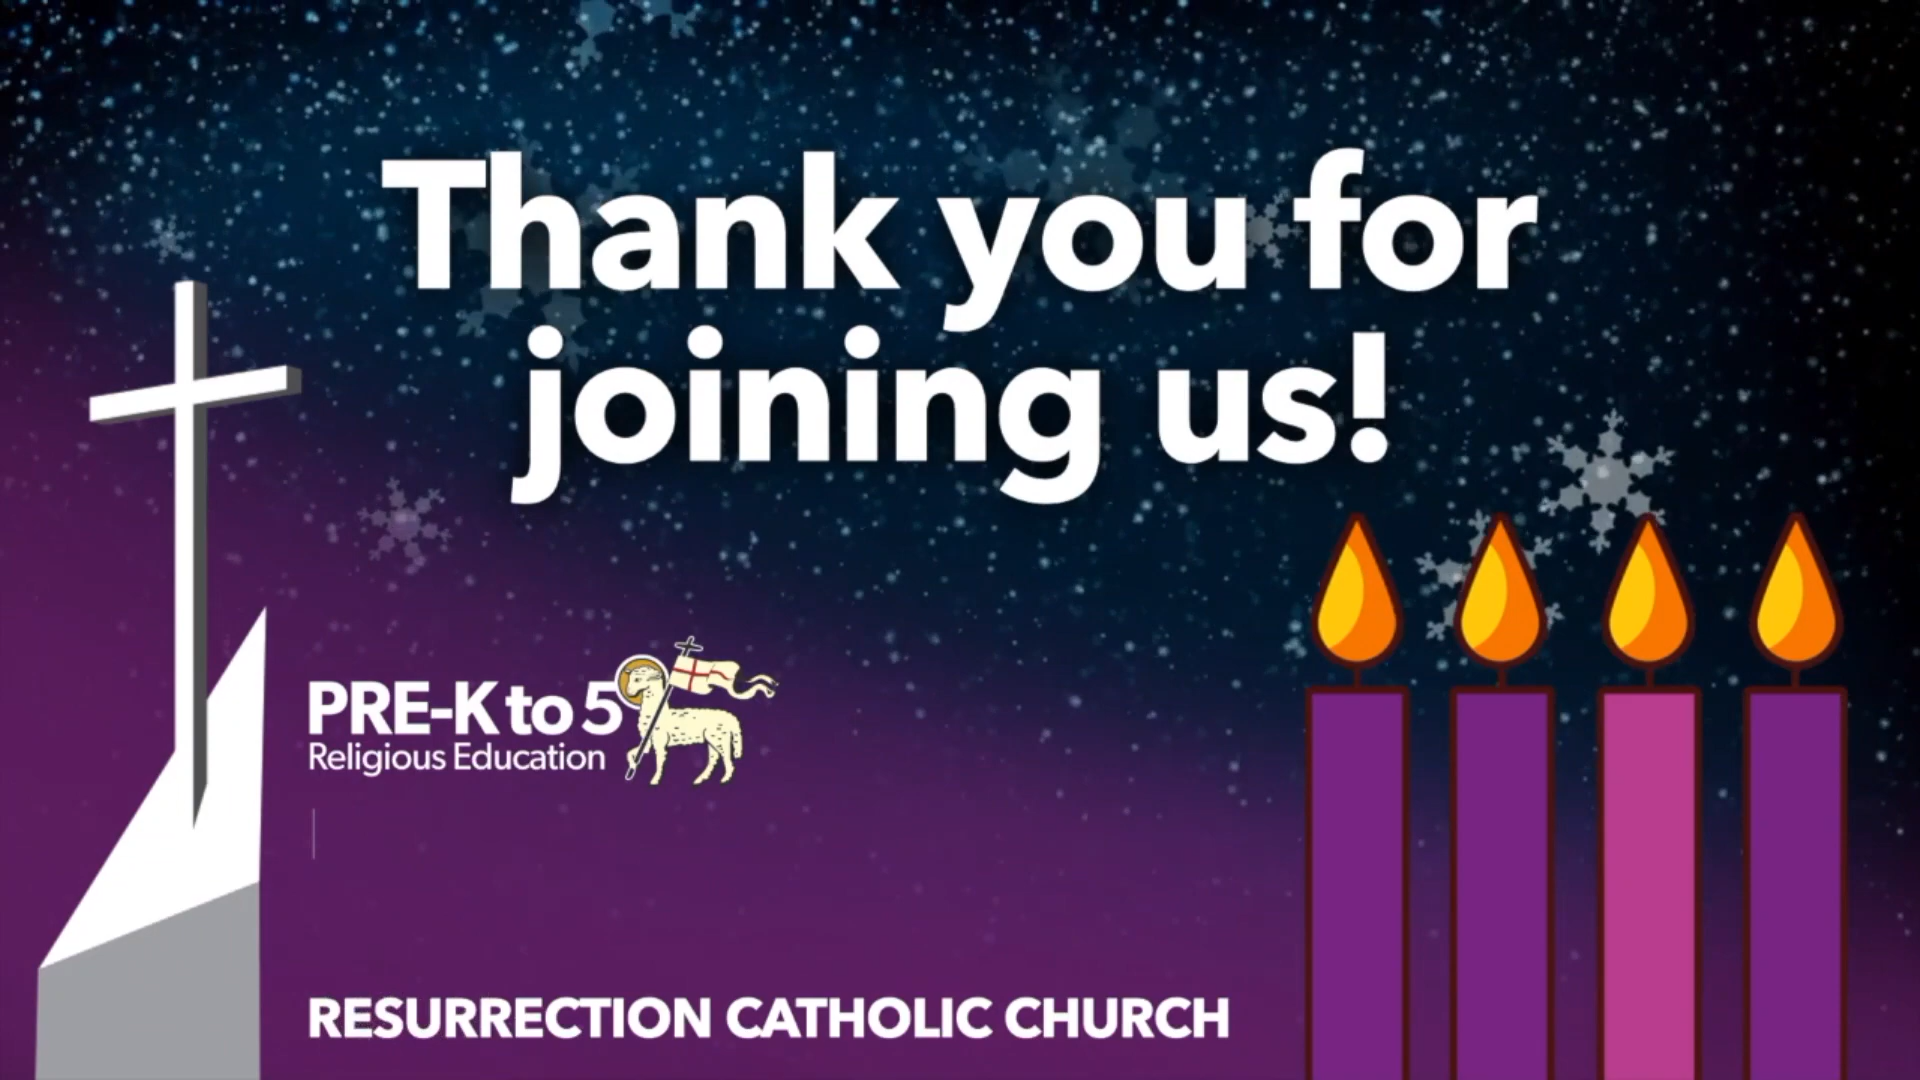 Thank you for
joining us!
PRE-K to 5
Religious Education
RESURRECTION CATHOLIC CHURCH